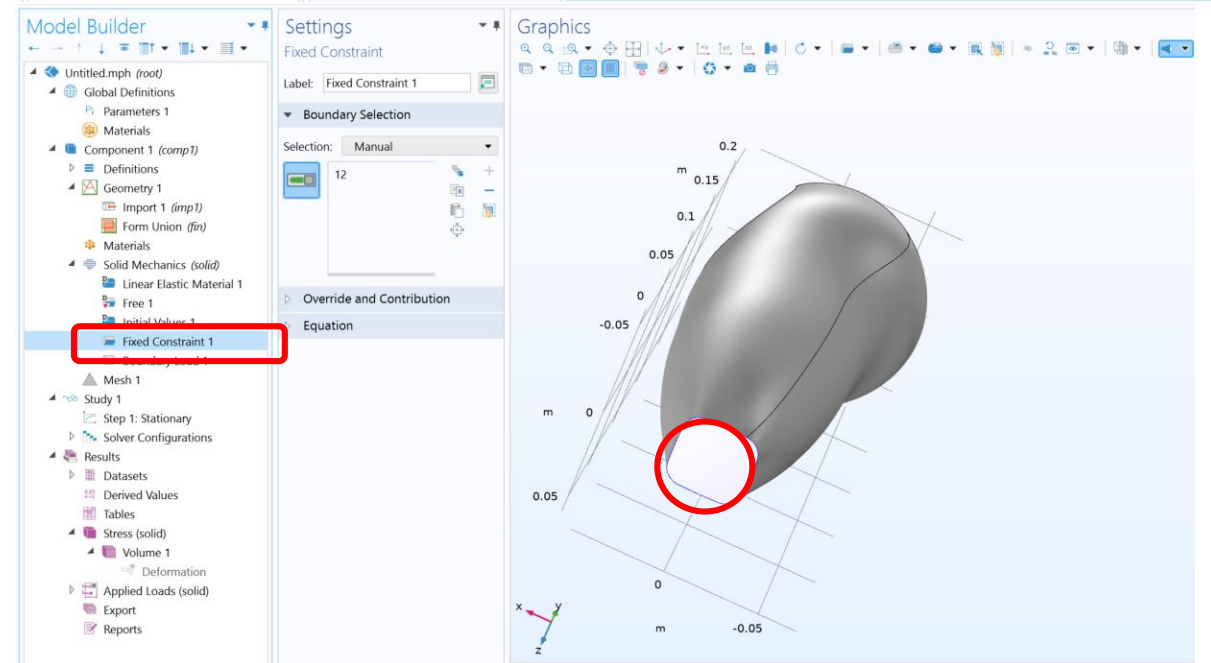 Model Builder
Untitled.mph (root)
Global Definitions
Pi Parameters 1
Materials
Component 1 (comp1)
Definitions
Geometry 1
Import 1 (imp1)
Form Union (fin)
Materials
Solid Mechanics (solid)
Linear Elastic Material 1
Free 1
Initial Values 1
Fixed Constraint 1
Mesh 1
Study 1
Step 1: Stationary
Solver Configurations
Results
Datasets
Derived Values
Tables
Stress (solid)
Volume 1
Deformation
Applied Loads (solid)
Export
Reports
Settings
Fixed Constraint
Label: Fixed Constraint 1
Boundary Selection
Selection: Manual
12
Override and Contribution
Equation
Graphics
0.2
m
0.15
0.1
0.05
0
-0.05
m 0
0.05
0
m -0.05
x y
z